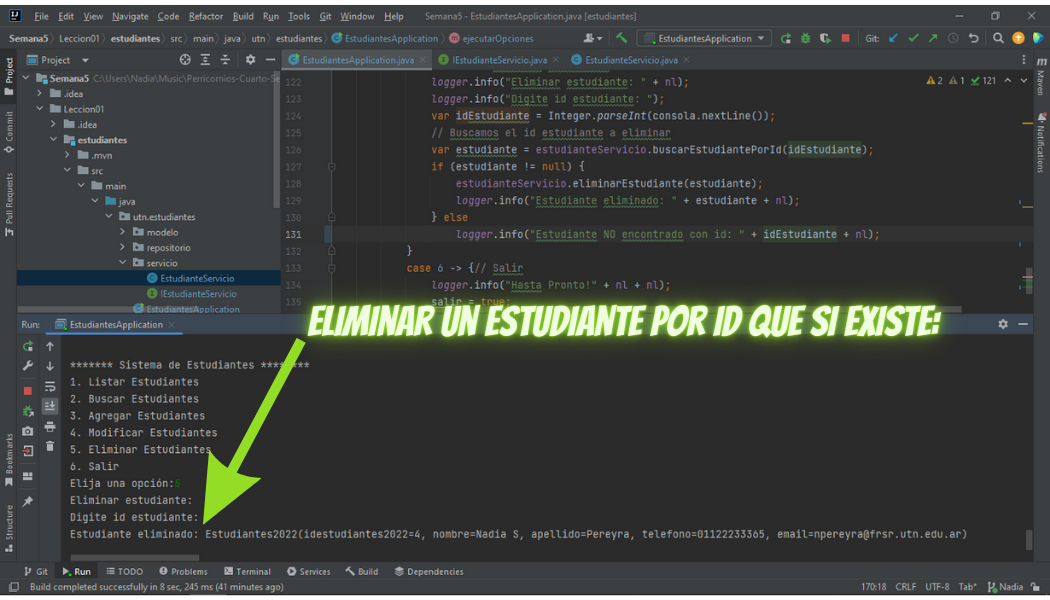 File Edit View Navigate Code Refactor Build Run Tools Git Window Help Semana5 - EstudiantesApplication.java [estudiantes]
Semana5 Leccion01 estudiantes src main java utn estudiantes EstudiantesApplication ejecutarOpciones EstudiantesApplication Git:
Project EstudiantesApplication.java IEstudianteServicio.java EstudianteServicio.java
Semana5 C:\Users\Nadia\Music\Perricornios-Cuarto-Se
.idea
Leccion01
.idea
estudiantes
.mvn
src
main
java
utn.estudiantes
modelo
repositorio
servicio
EstudianteServicio
IEstudianteServicio
EstudiantesApplication
Project
Commit
Pull Requests
Bookmarks
Structure
Maven
Notifications
2 1 121
122 logger.info("Eliminar estudiante: " + nl);
123 logger.info("Digite id estudiante: ");
124 var idEstudiante = Integer.parseInt(consola.nextLine());
125 // Buscamos el id estudiante a eliminar
126 var estudiante = estudianteServicio.buscarEstudiantePorId(idEstudiante);
127 if (estudiante != null) {
128 estudianteServicio.eliminarEstudiante(estudiante);
129 logger.info("Estudiante eliminado: " + estudiante + nl);
130 } else
131 logger.info("Estudiante NO encontrado con id: " + idEstudiante + nl);
132 }
133 case 6 -> {// Salir
134 logger.info("Hasta Pronto!" + nl + nl);
135 salir = true;
ELIMINAR UN ESTUDIANTE POR ID QUE SI EXISTE:
Run: EstudiantesApplication
******* Sistema de Estudiantes ********
1. Listar Estudiantes
2. Buscar Estudiantes
3. Agregar Estudiantes
4. Modificar Estudiantes
5. Eliminar Estudiantes
6. Salir
Elija una opción:5
Eliminar estudiante:
Digite id estudiante:
Estudiante eliminado: Estudiantes2022(idestudiantes2022=4, nombre=Nadia S, apellido=Pereyra, telefono=01122233365, email=npereyra@frsr.utn.edu.ar)
Git Run TODO Problems Terminal Services Build Dependencies
Build completed successfully in 8 sec, 245 ms (41 minutes ago) 170:18 CRLF UTF-8 Tab* Nadia